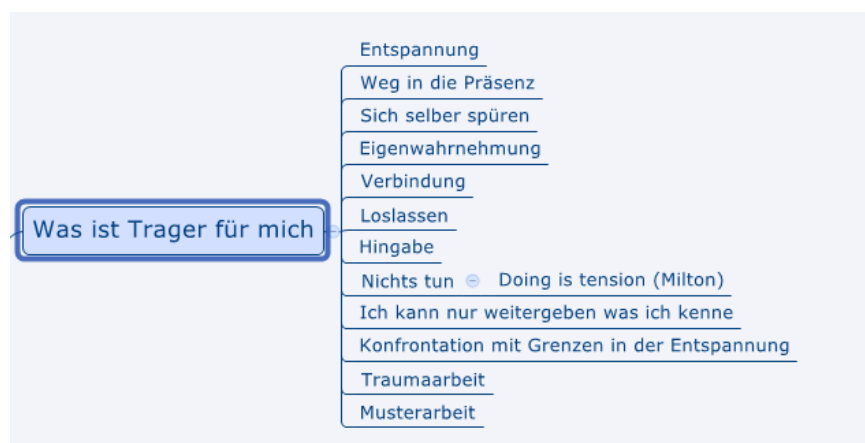 Was ist Trager für mich
Entspannung
Weg in die Präsenz
Sich selber spüren
Eigenwahrnehmung
Verbindung
Loslassen
Hingabe
Nichts tun Doing is tension (Milton)
Ich kann nur weitergeben was ich kenne
Konfrontation mit Grenzen in der Entspannung
Traumaarbeit
Musterarbeit